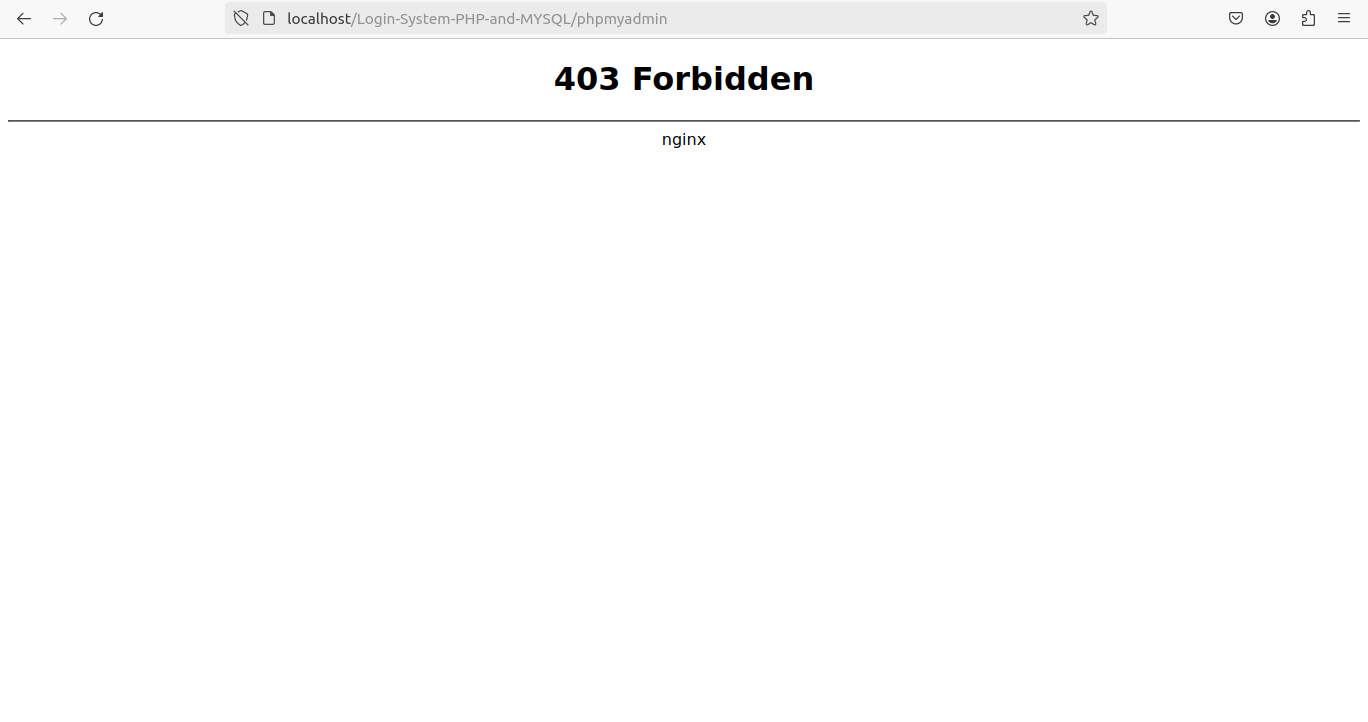 localhost/Login-System-PHP-and-MYSQL/phpmyadmin
403 Forbidden
nginx